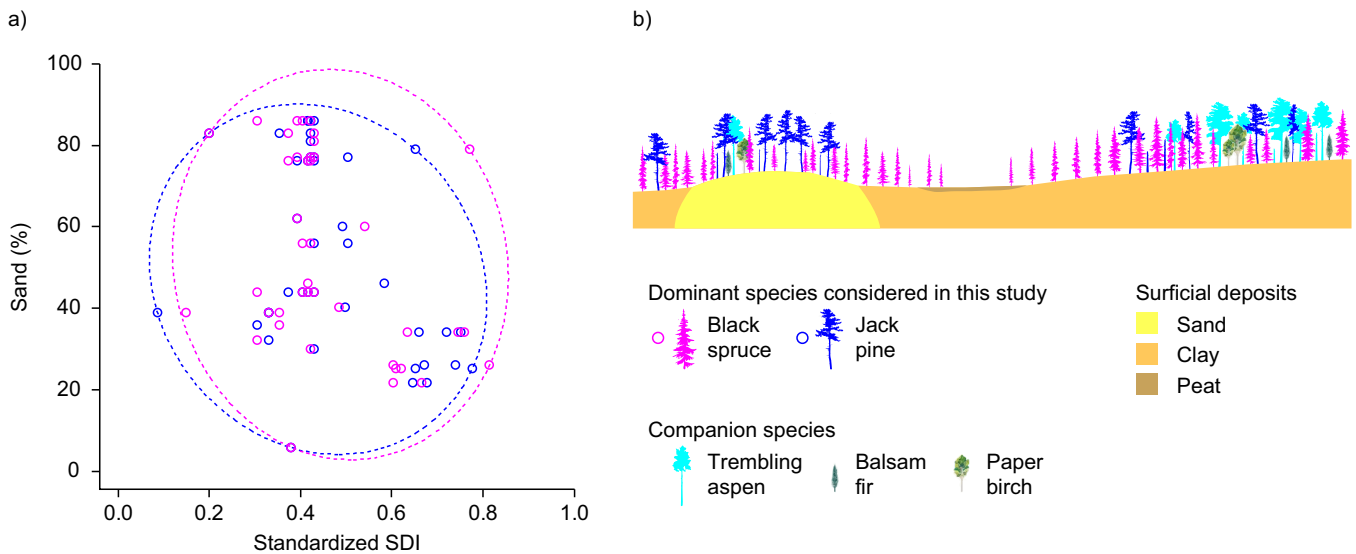 a)
100
80
60
40
20
0
Sand (%)
0.0 0.2 0.4 0.6 0.8 1.0
Standardized SDI
b)
Dominant species considered in this study
Black
spruce
Jack
pine
Surficial deposits
Sand
Clay
Peat
Companion species
Trembling
aspen
Balsam
fir
Paper
birch